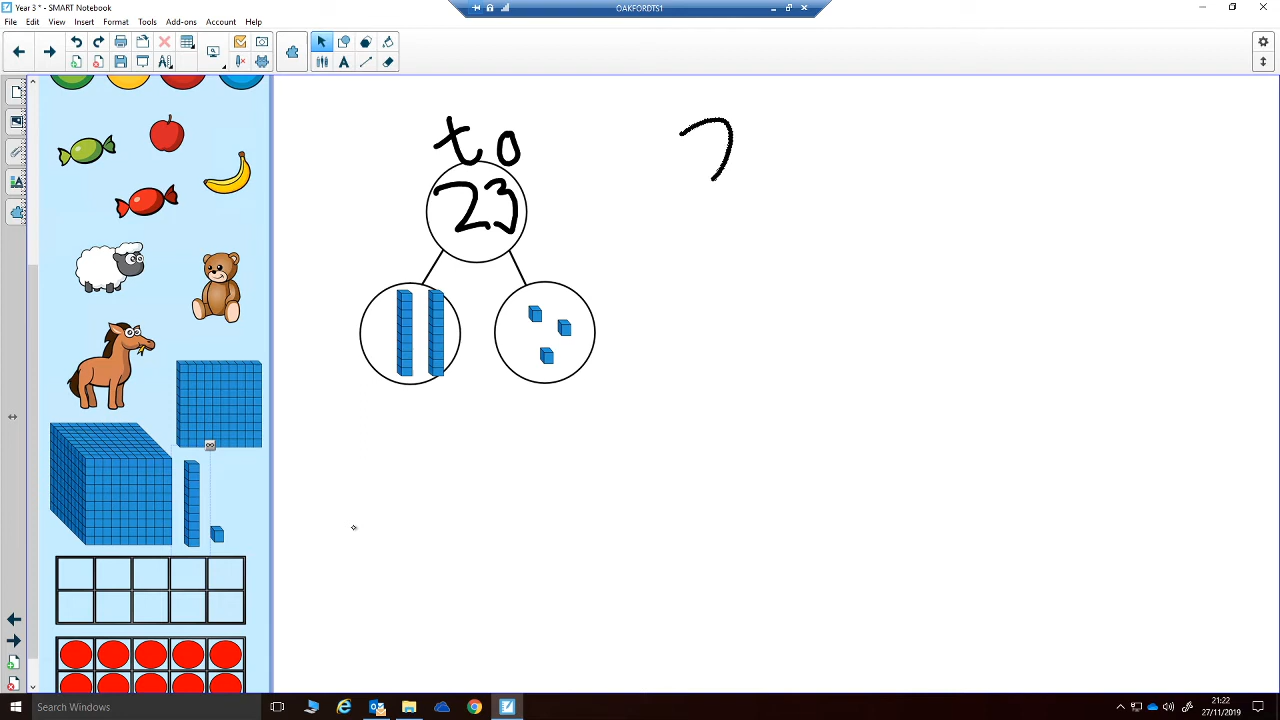 Year 3 * - SMART Notebook
OAKFORDTS1
File Edit View Insert Format Tools Add-ons Account Help
to
23
Search Windows
21:22
27/11/2019